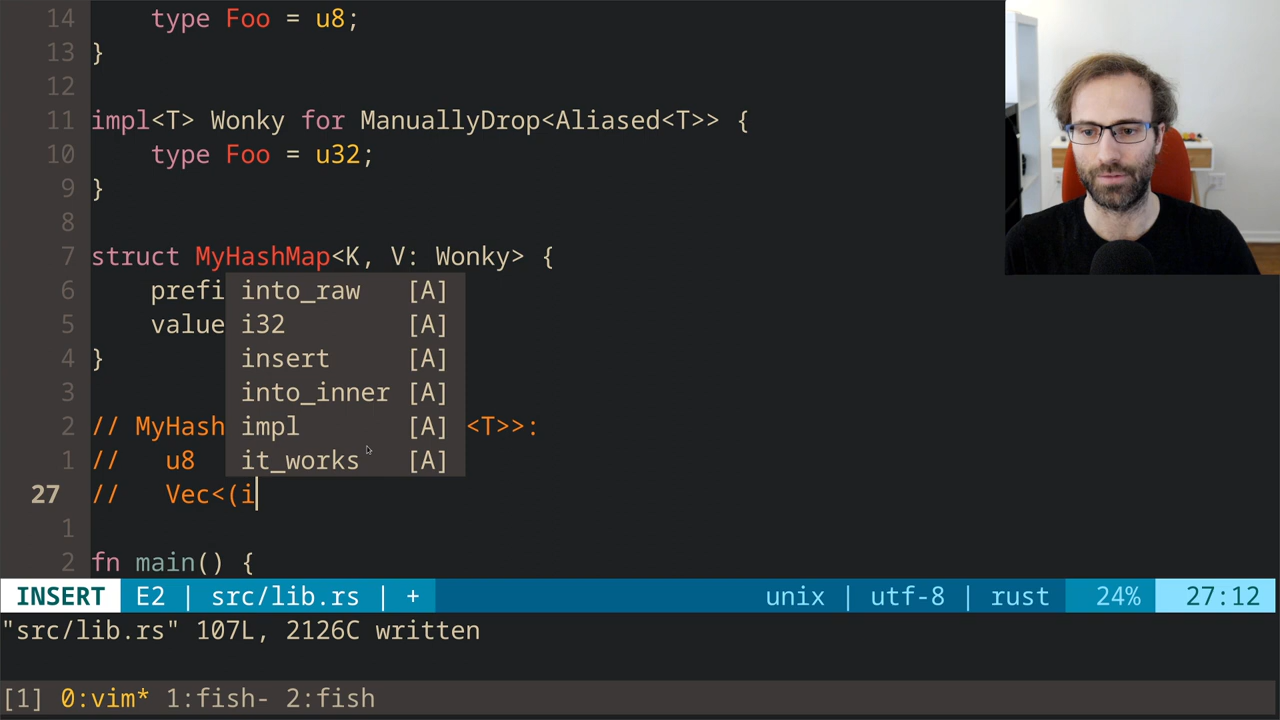 14 type Foo = u8;
13 }
12
11 impl<T> Wonky for ManuallyDrop<Aliased<T>> {
10 type Foo = u32;
9 }
8
7 struct MyHashMap<K, V: Wonky> {
6 prefi into_raw [A]
5 value i32 [A]
4 } insert [A]
3 into_inner [A]
2 // MyHash impl [A] <T>>:
1 // u8 it_works [A]
27 // Vec<(i
1
2 fn main() {
INSERT E2 | src/lib.rs | + unix | utf-8 | rust 24% 27:12
"src/lib.rs" 107L, 2126C written
[1] 0:vim* 1:fish- 2:fish